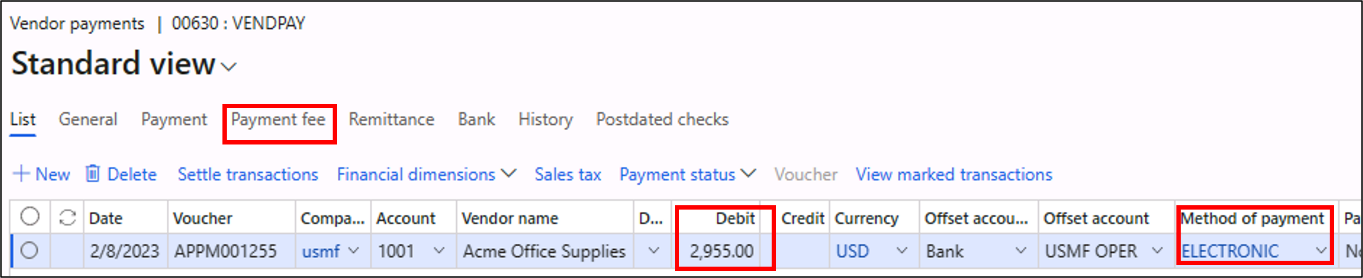 Vendor payments | 00630 : VENDPAY
Standard view
List General Payment Payment fee Remittance Bank History Postdated checks
+ New Delete Settle transactions Financial dimensions Sales tax Payment status Voucher View marked transactions
Date Voucher Compa... Account Vendor name D... Debit Credit Currency Offset accou... Offset account Method of payment Pa
2/8/2023 APPM001255 usmf 1001 Acme Office Supplies 2,955.00 USD Bank USMF OPER ELECTRONIC No